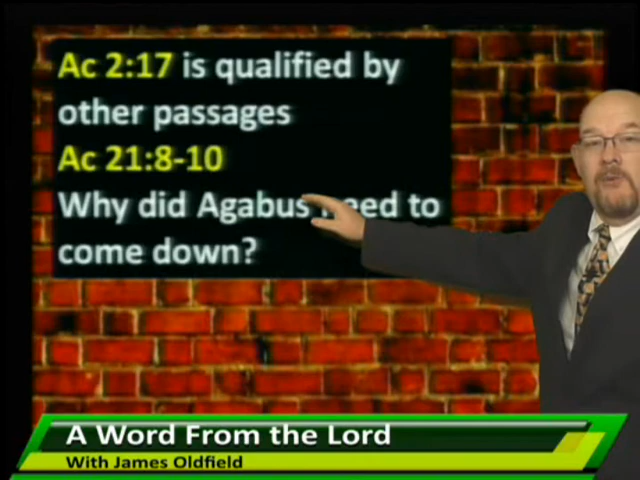 Ac 2:17 is qualified by
other passages
Ac 21:8-10
Why did Agabus need to
come down?
A Word From the Lord
With James Oldfield